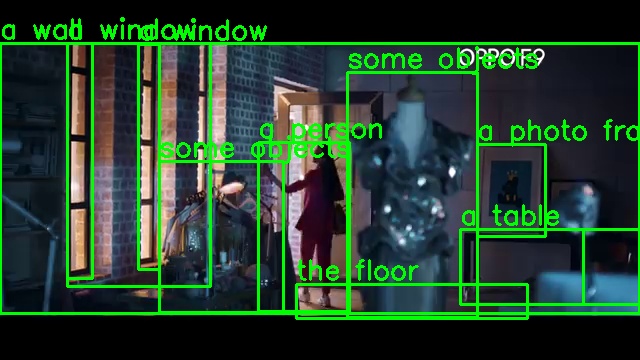 a wall
a window
a window
some objects
OPPO F9
a person
a photo fra
some objects
a table
the floor